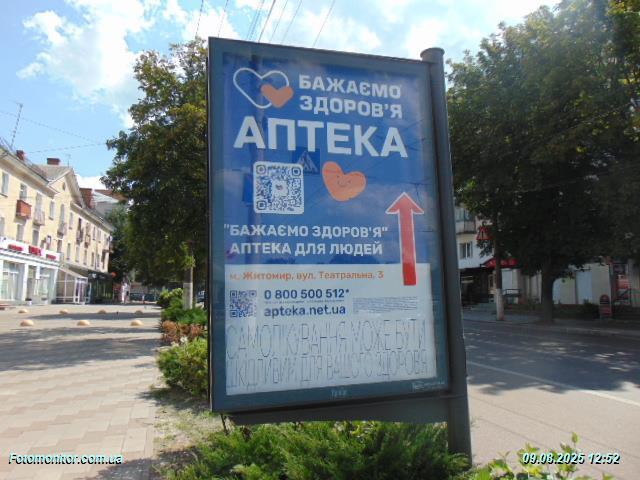 БАЖАЄМО
ЗДОРОВ'Я
АПТЕКА
"БАЖАЄМО ЗДОРОВ'Я"
АПТЕКА ДЛЯ ЛЮДЕЙ
м. Житомир, вул. Театральна, 3
0 800 500 512*
apteka.net.ua
САМОЛІКУВАННЯ МОЖЕ БУТИ
ШКІДЛИВИМ ДЛЯ ВАШОГО ЗДОРОВ'Я
Fotomonitor.com.ua
09.08.2025 12:52